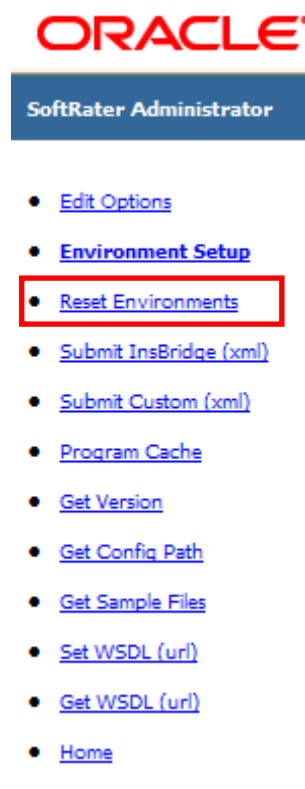 ORACLE
SoftRater Administrator
Edit Options
Environment Setup
Reset Environments
Submit InsBridge (xml)
Submit Custom (xml)
Program Cache
Get Version
Get Config Path
Get Sample Files
Set WSDL (url)
Get WSDL (url)
Home